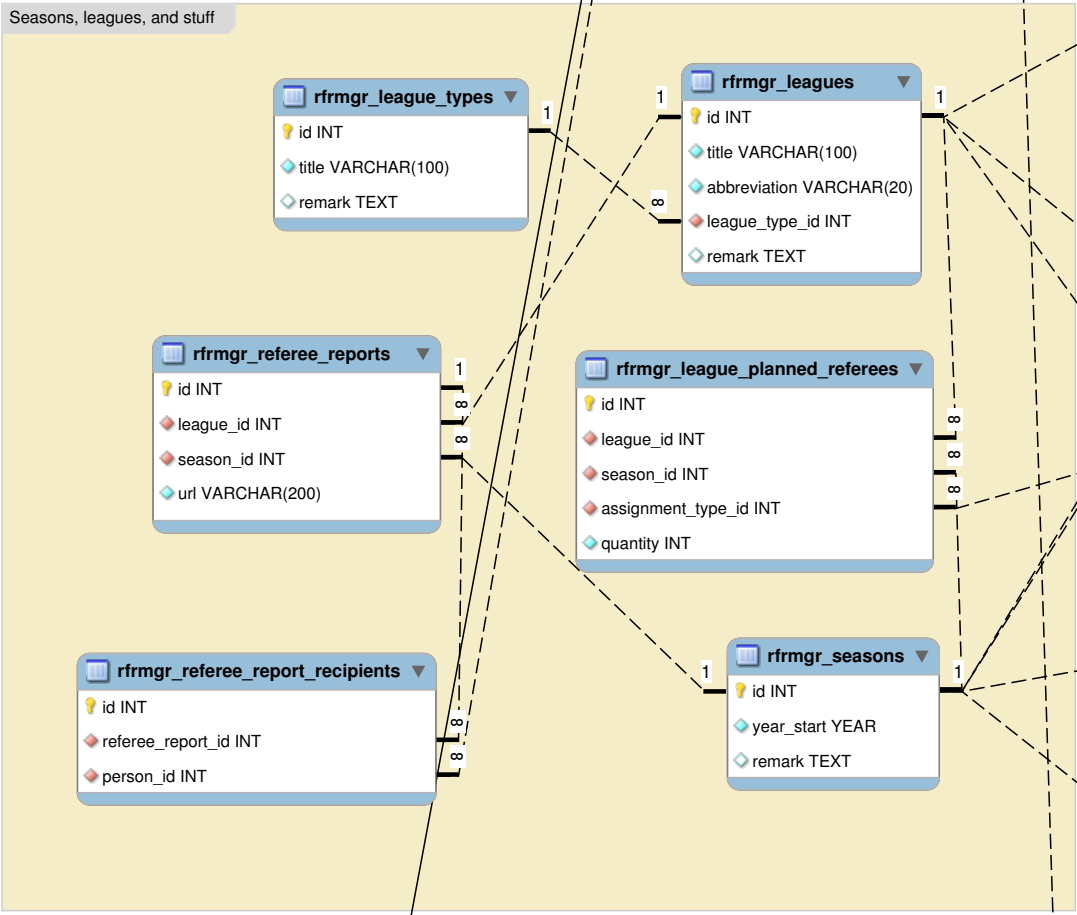 Seasons, leagues, and stuff
rfrmgr_league_types
id INT
title VARCHAR(100)
remark TEXT
1
rfrmgr_leagues
id INT
title VARCHAR(100)
abbreviation VARCHAR(20)
league_type_id INT
remark TEXT
1
∞
1
rfrmgr_referee_reports
id INT
league_id INT
season_id INT
url VARCHAR(200)
1
∞
∞
rfrmgr_league_planned_referees
id INT
league_id INT
season_id INT
assignment_type_id INT
quantity INT
∞
∞
∞
rfrmgr_referee_report_recipients
id INT
referee_report_id INT
person_id INT
∞
∞
rfrmgr_seasons
id INT
year_start YEAR
remark TEXT
1
1